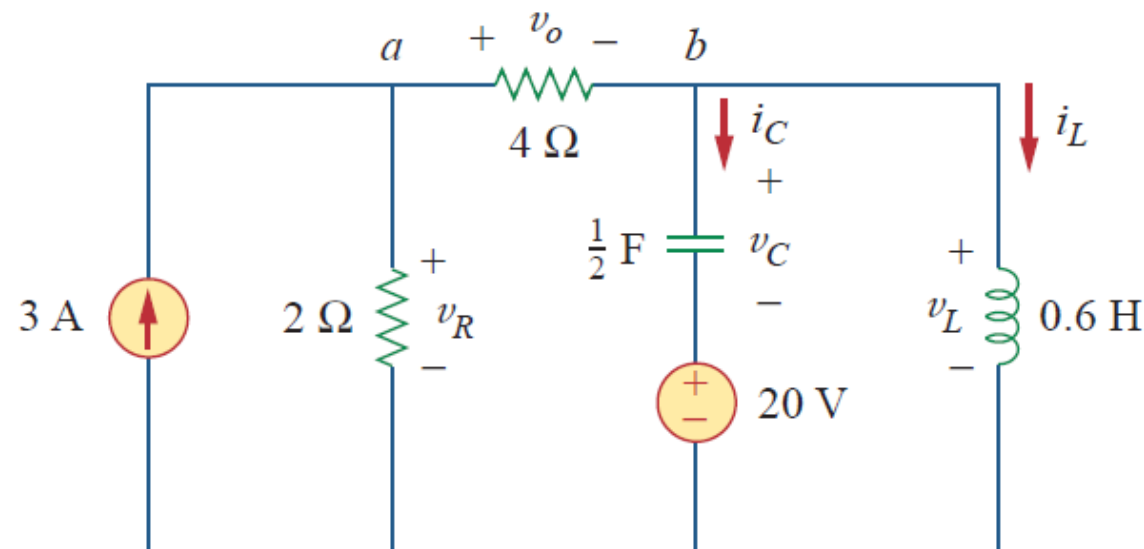 a + v_o − b
4 Ω
i_C
i_L
+
1/2 F v_C
−
3 A
2 Ω
+
v_R
−
+
v_L 0.6 H
−
+
−
20 V